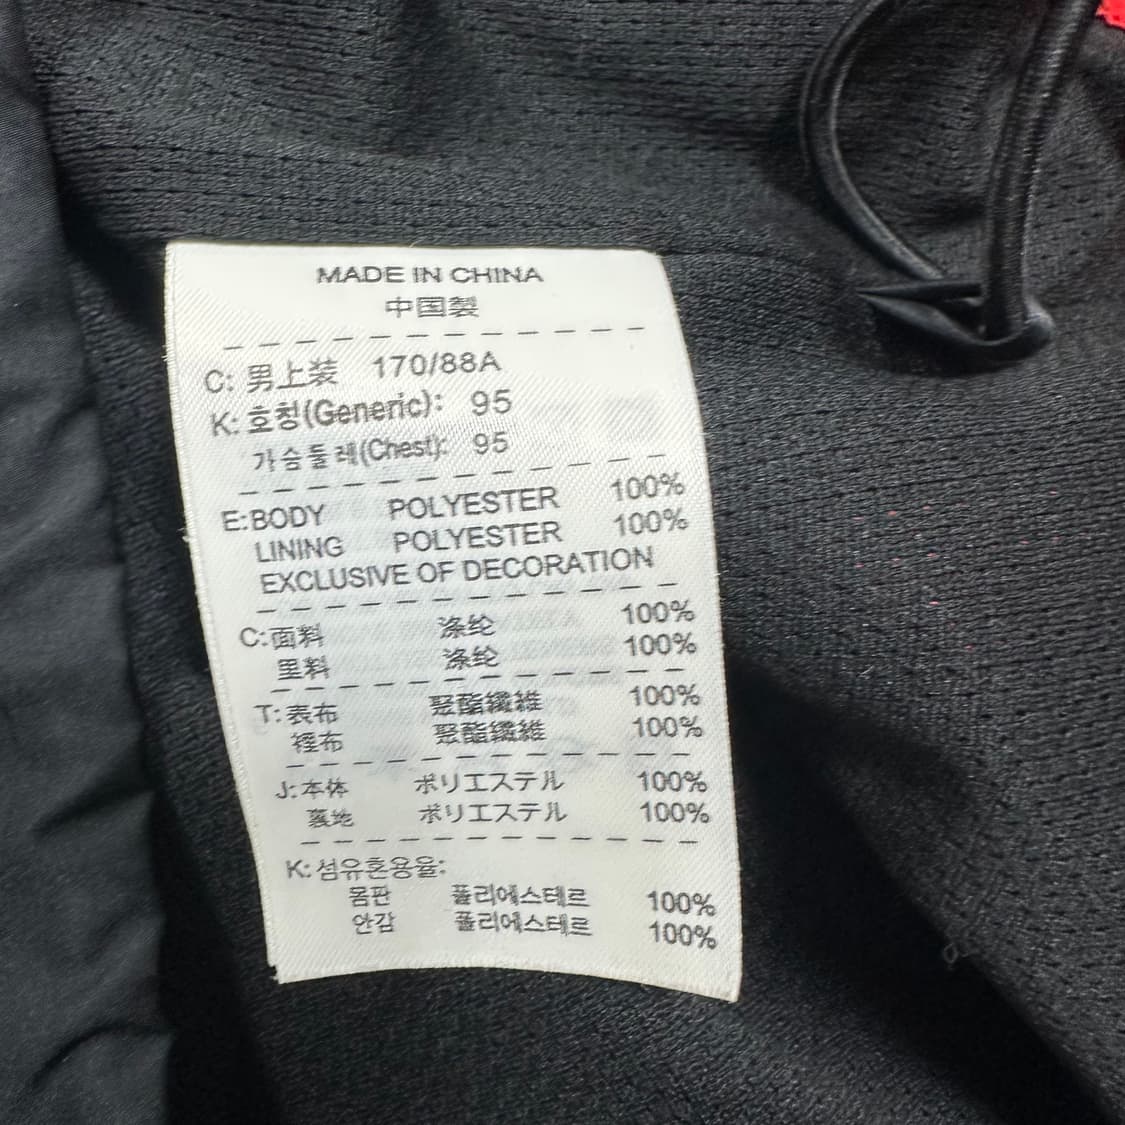 MADE IN CHINA
中国製
C: 男上装 170/88A
K: 호칭(Generic): 95
가슴둘레(Chest): 95
E:BODY POLYESTER 100%
LINING POLYESTER 100%
EXCLUSIVE OF DECORATION
C:面料 涤纶 100%
里料 涤纶 100%
T:表布 聚酯纖維 100%
裡布 聚酯纖維 100%
J:本体 ポリエステル 100%
裏地 ポリエステル 100%
K:섬유혼용율:
몸판 폴리에스테르 100%
안감 폴리에스테르 100%